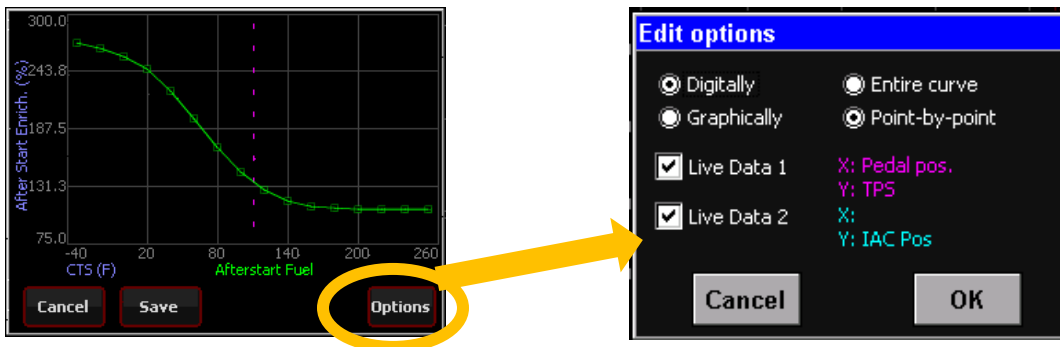 300.0
243.8
187.5
131.3
75.0
After Start Enrich. (%)
-40 20 80 140 200 260
CTS (F) Afterstart Fuel
Cancel Save Options
Edit options
Digitally Entire curve
Graphically Point-by-point
Live Data 1 X: Pedal pos.
Y: TPS
Live Data 2 X:
Y: IAC Pos
Cancel OK